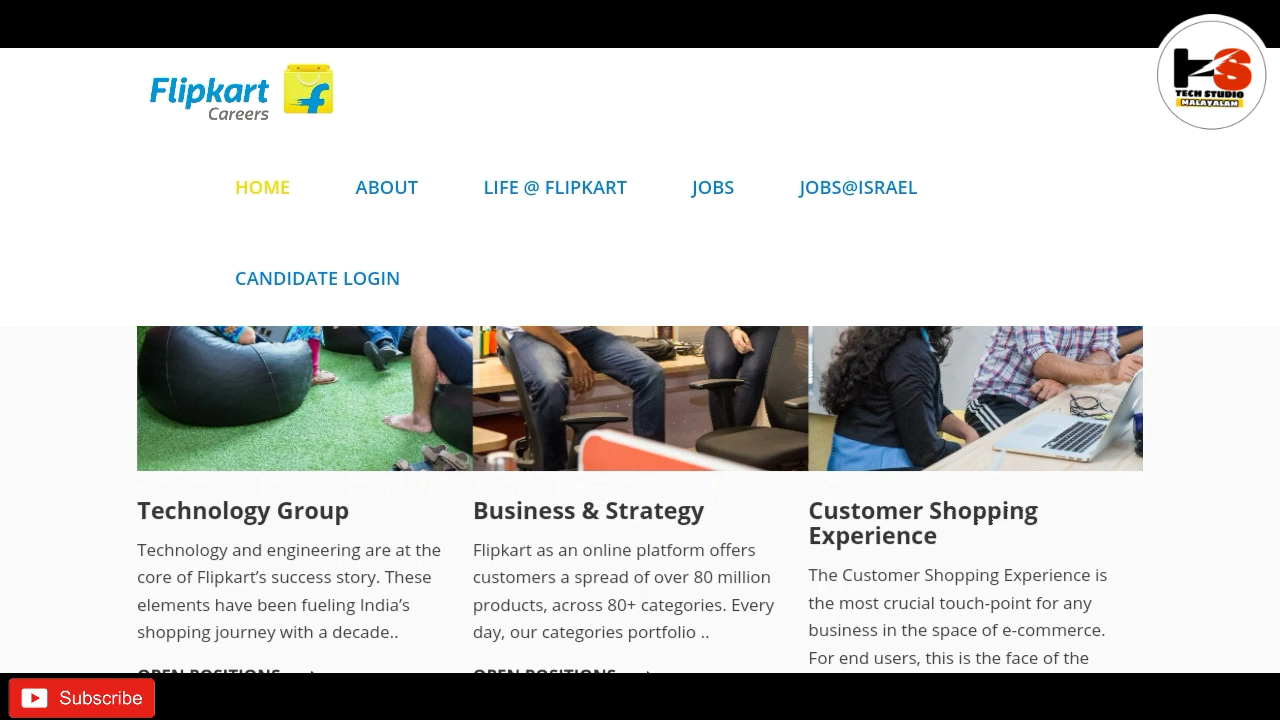 Flipkart
Careers
TECH STUDIO
MALAYALAM
HOME ABOUT LIFE @ FLIPKART JOBS JOBS@ISRAEL
CANDIDATE LOGIN
Technology Group
Technology and engineering are at the
core of Flipkart’s success story. These
elements have been fueling India’s
shopping journey with a decade..
OPEN POSITIONS
Business & Strategy
Flipkart as an online platform offers
customers a spread of over 80 million
products, across 80+ categories. Every
day, our categories portfolio ..
OPEN POSITIONS
Customer Shopping
Experience
The Customer Shopping Experience is
the most crucial touch-point for any
business in the space of e-commerce.
For end users, this is the face of the
Subscribe